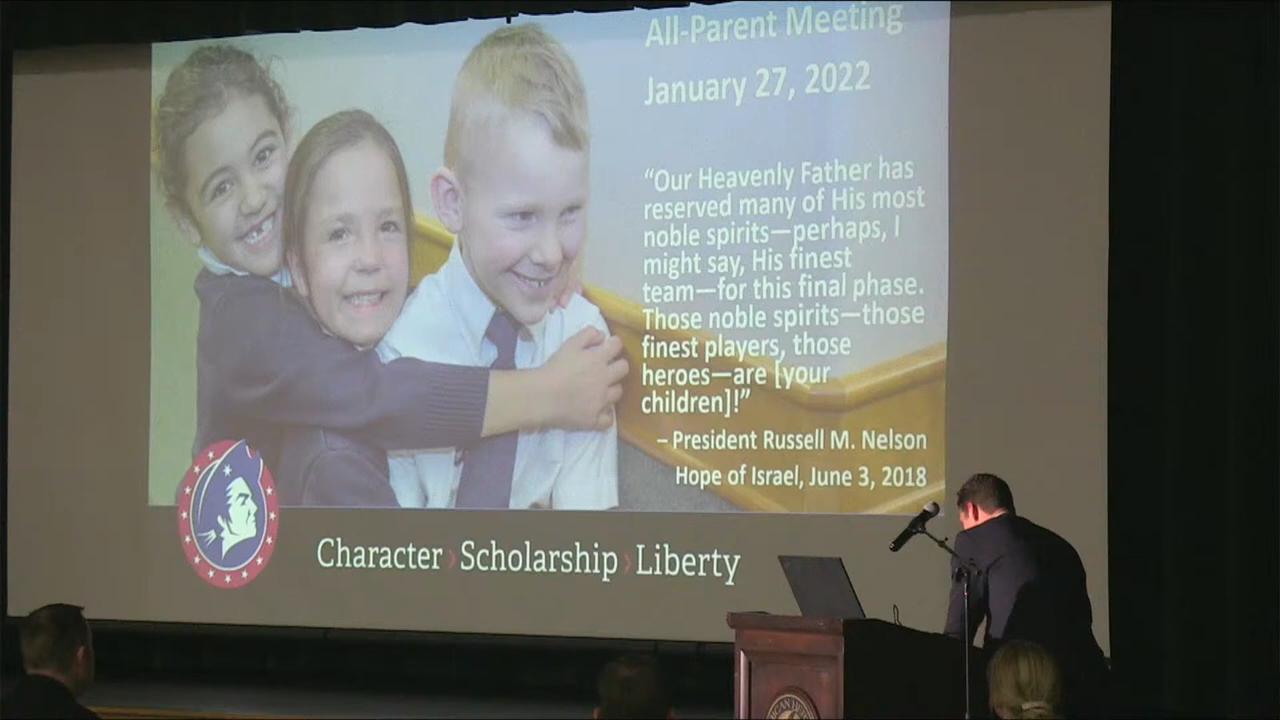 All-Parent Meeting
January 27, 2022
“Our Heavenly Father has
reserved many of His most
noble spirits—perhaps, I
might say, His finest
team—for this final phase.
Those noble spirits—those
finest players, those
heroes—are [your
children]!”
– President Russell M. Nelson
Hope of Israel, June 3, 2018
Character › Scholarship › Liberty